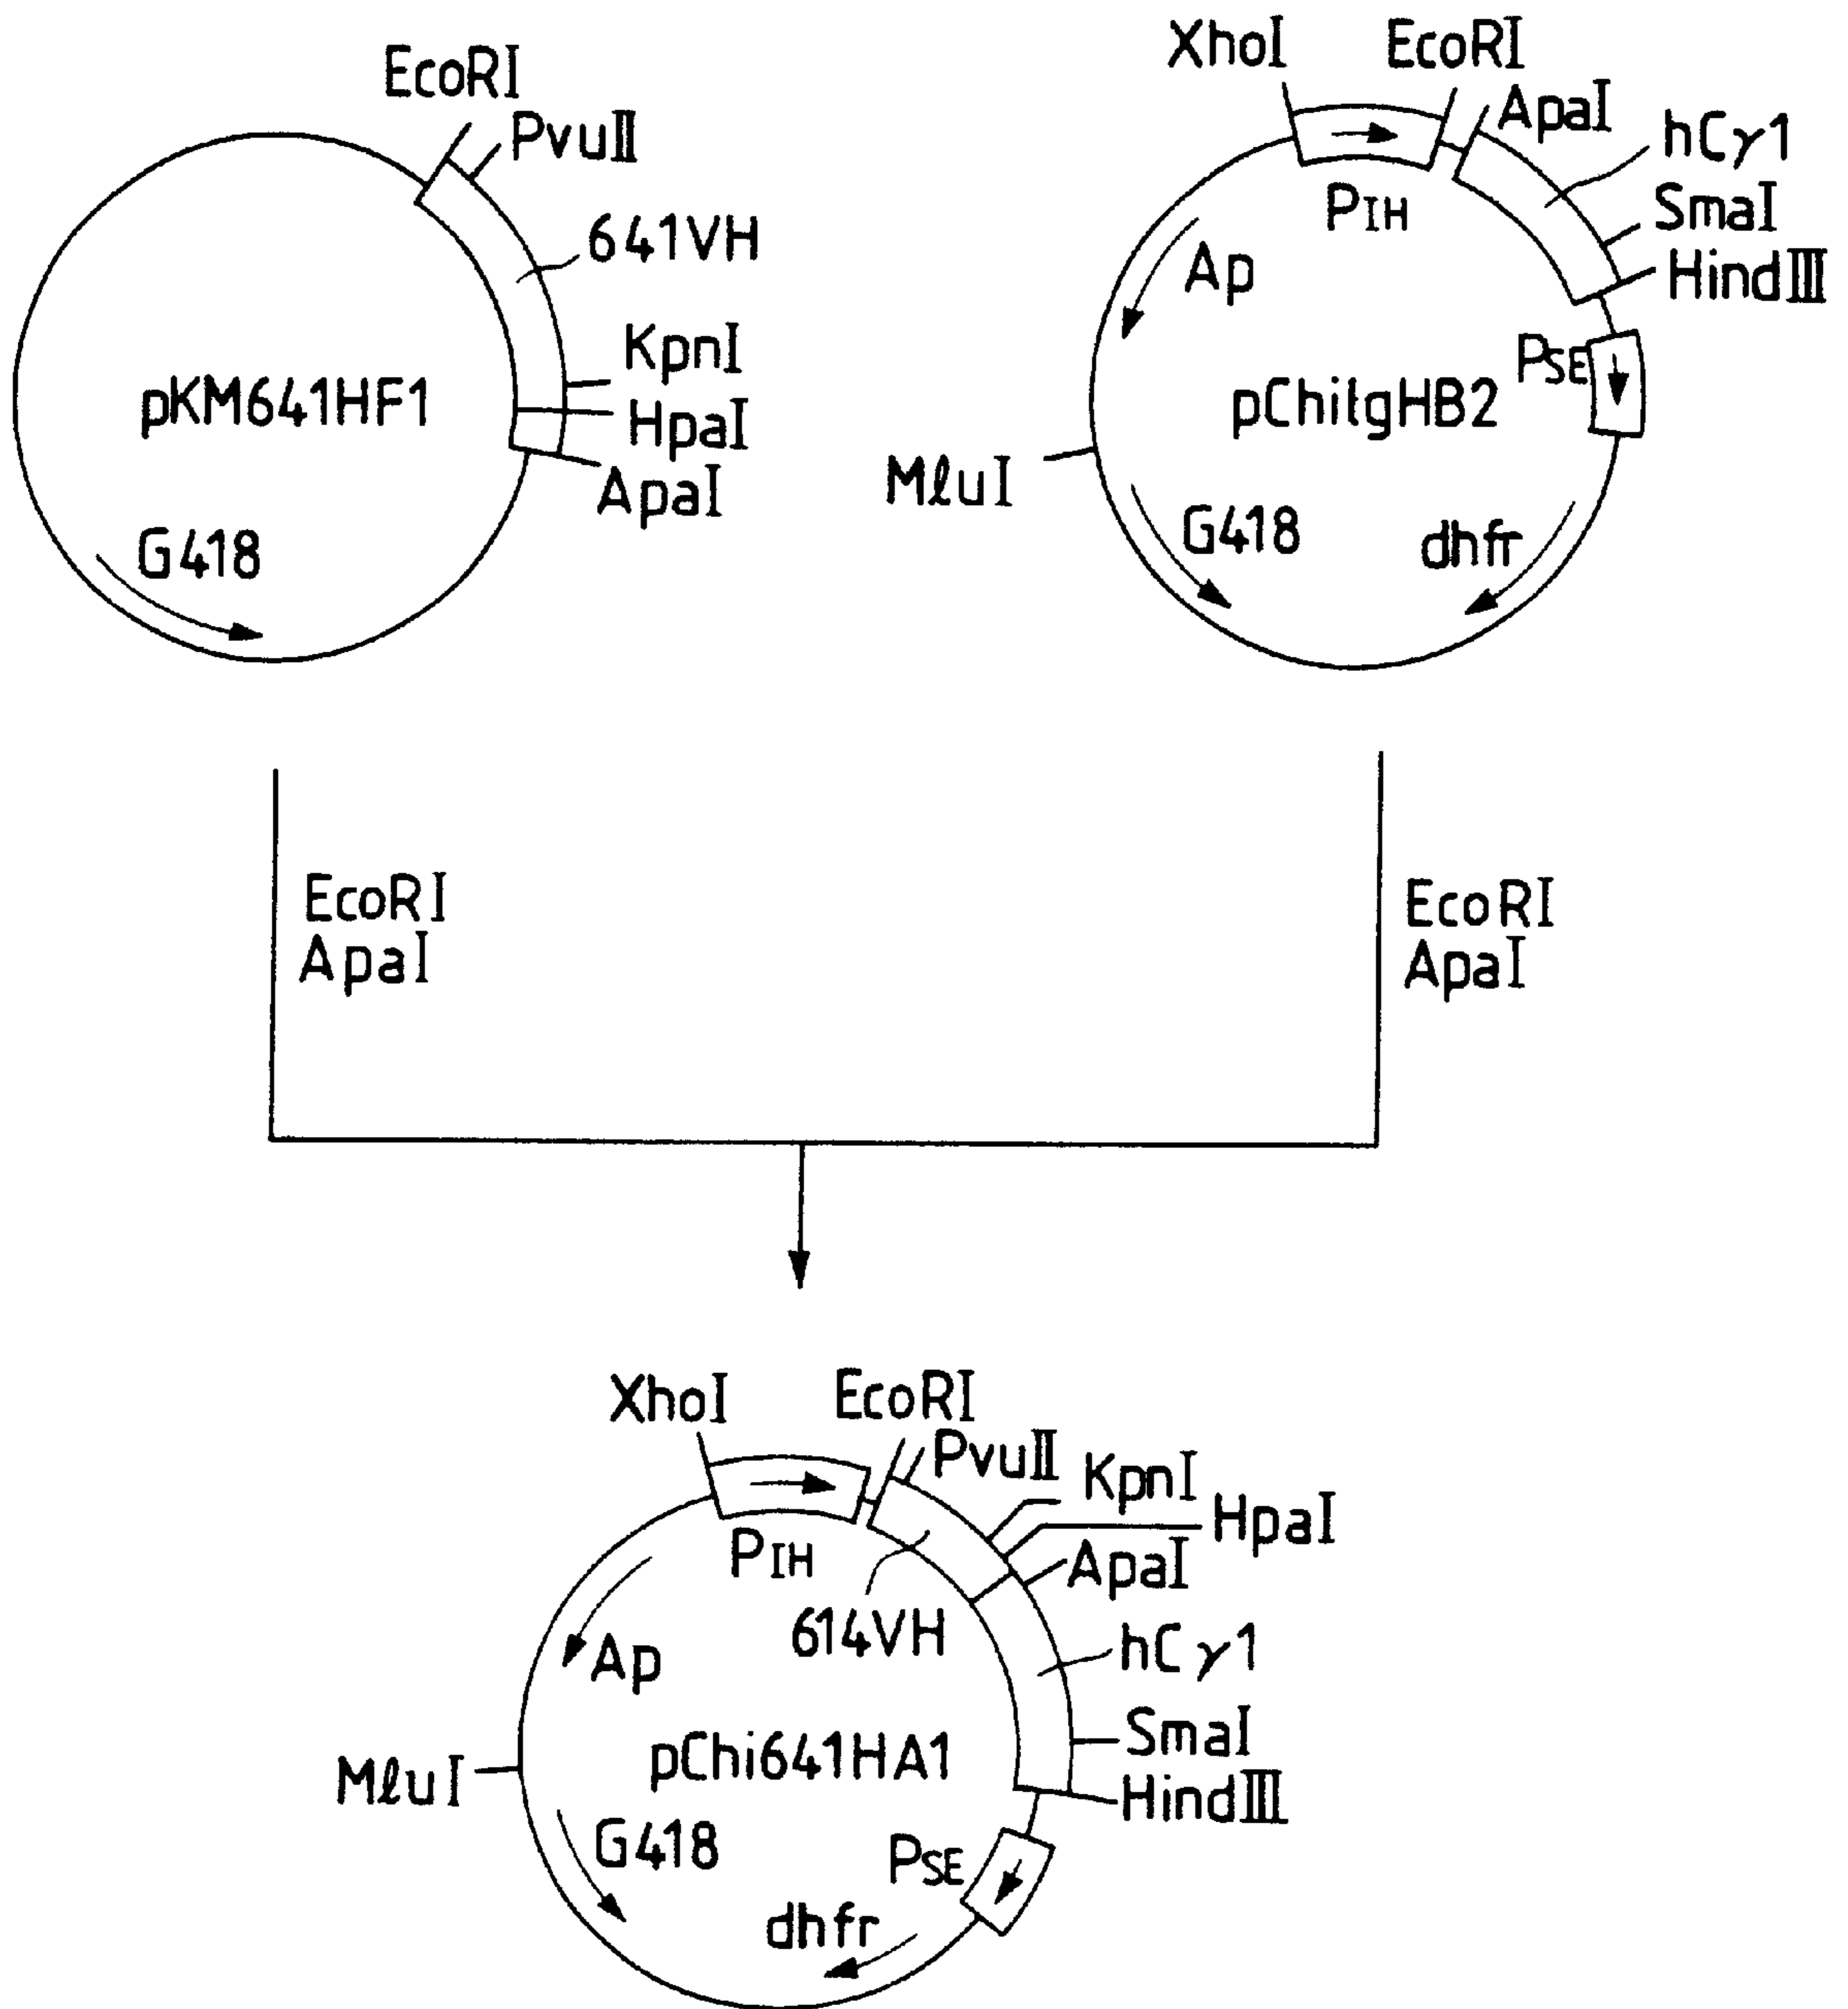 EcoRI
PvuII
641VH
KpnI
HpaI
ApaI
pKM641HF1
G418
XhoI
EcoRI
ApaI
hCγ1
SmaI
HindIII
PIH
Ap
PSE
pChiIgHB2
MluI
G418
dhfr
EcoRI
ApaI
EcoRI
ApaI
XhoI
EcoRI
PvuII
KpnI
HpaI
ApaI
PIH
614VH
hCγ1
Ap
SmaI
pChi641HA1
MluI
HindIII
G418
PSE
dhfr